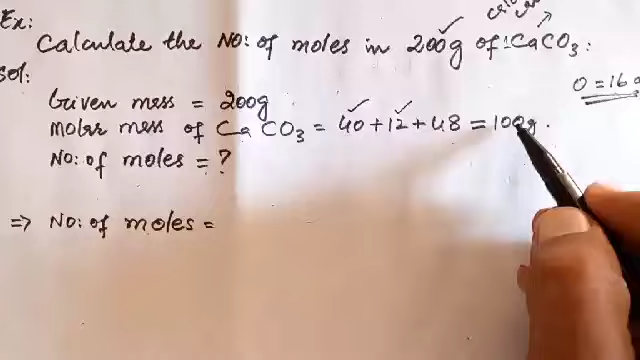 Ex:
Calculate the No: of moles in 200g of CaCO3:
Sol:
Given mass = 200g
Molar mass of CaCO3 = 40 + 12 + 48 = 100g.
No: of moles = ?
O = 16
⇒ No: of moles =